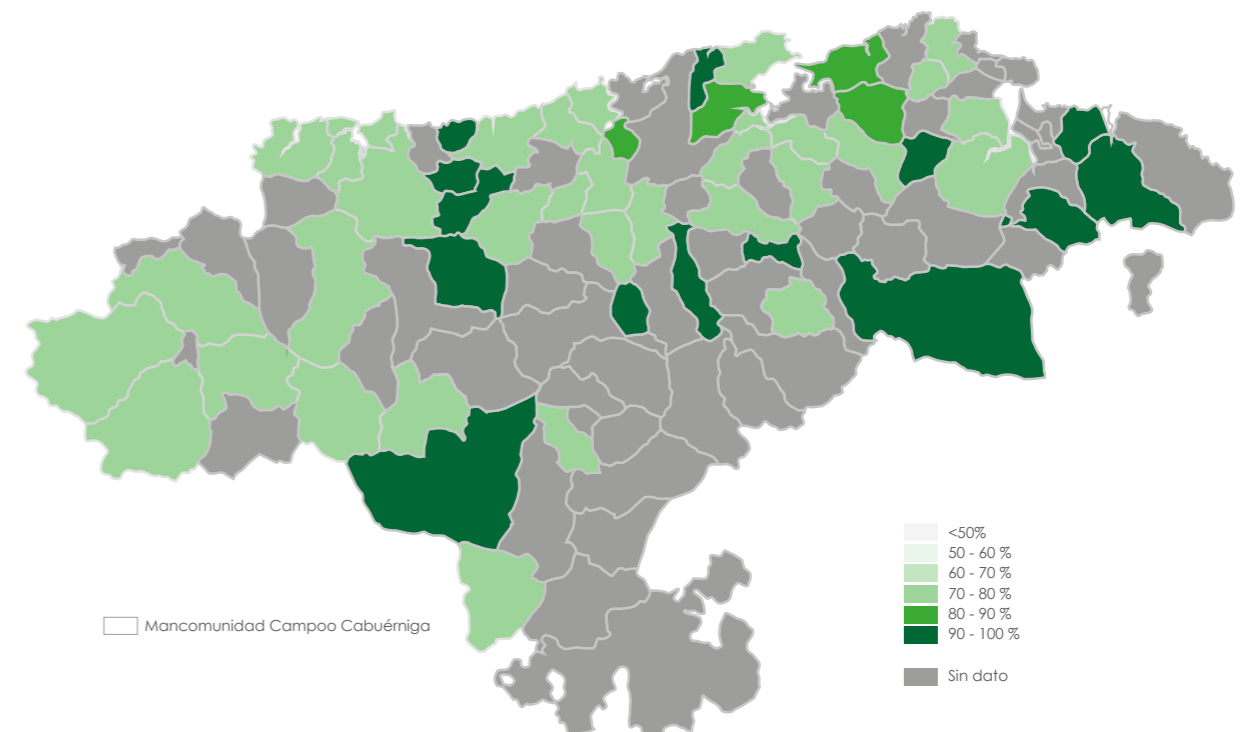 <50%
50 - 60 %
60 - 70 %
70 - 80 %
80 - 90 %
90 - 100 %
Mancomunidad Campoo Cabuérniga
Sin dato